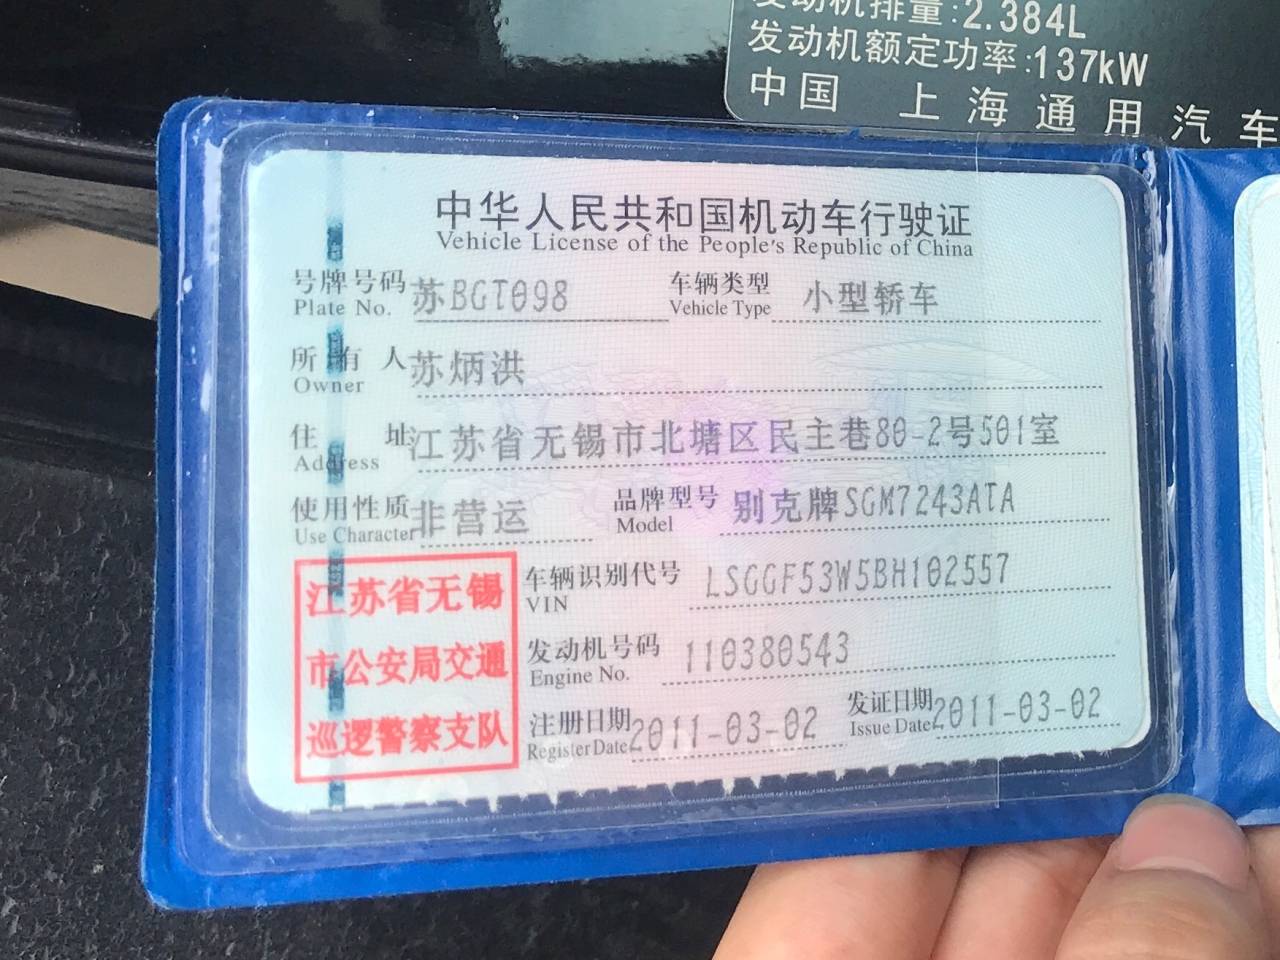 发动机排量:2.384L
发动机额定功率:137kW
中国 上海通用汽车
中华人民共和国机动车行驶证
Vehicle License of the People's Republic of China
号牌号码 苏BGT098 车辆类型 小型轿车
Plate No. Vehicle Type
所有人 苏炳洪
Owner
住址 江苏省无锡市北塘区民主巷80-2号501室
Address
使用性质 非营运 品牌型号 别克牌SGM7243ATA
Use Character Model
江苏省无锡
市公安局交通
巡逻警察支队
车辆识别代号 LSGGF53W5BH102557
VIN
发动机号码 110380543
Engine No.
注册日期 2011-03-02 发证日期 2011-03-02
Register Date Issue Date